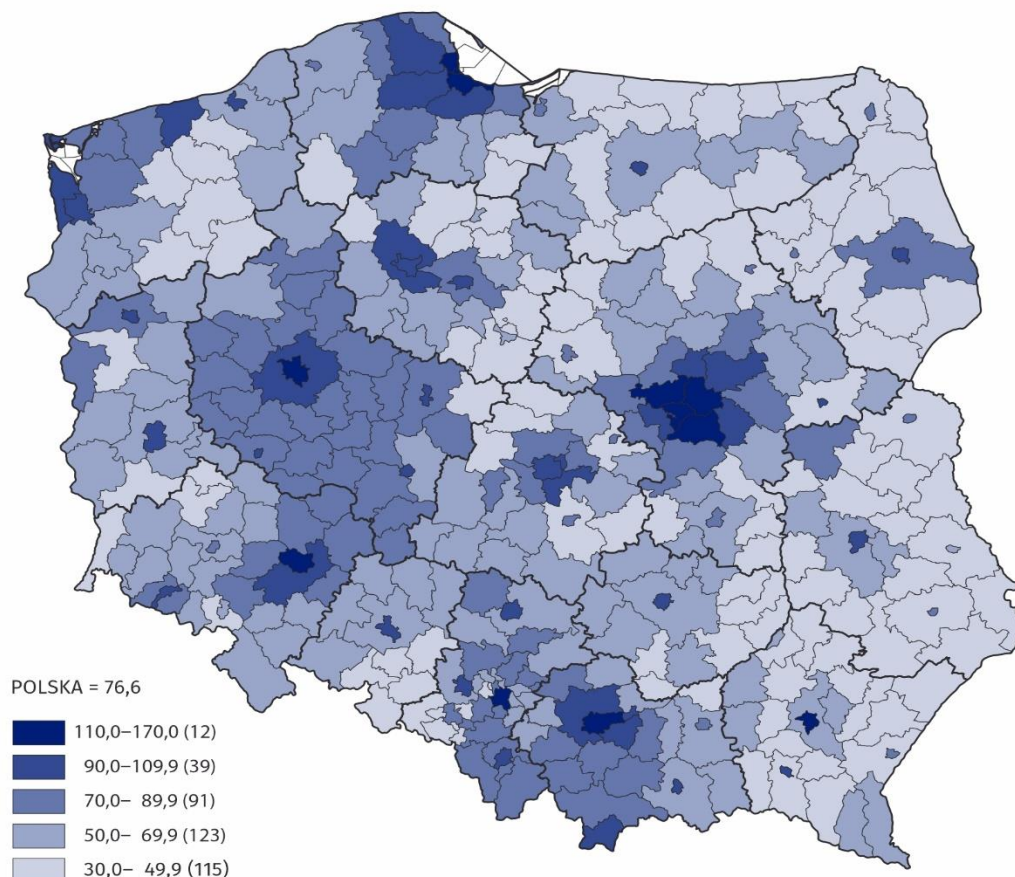 POLSKA = 76,6
110,0–170,0 (12)
90,0–109,9 (39)
70,0– 89,9 (91)
50,0– 69,9 (123)
30,0– 49,9 (115)